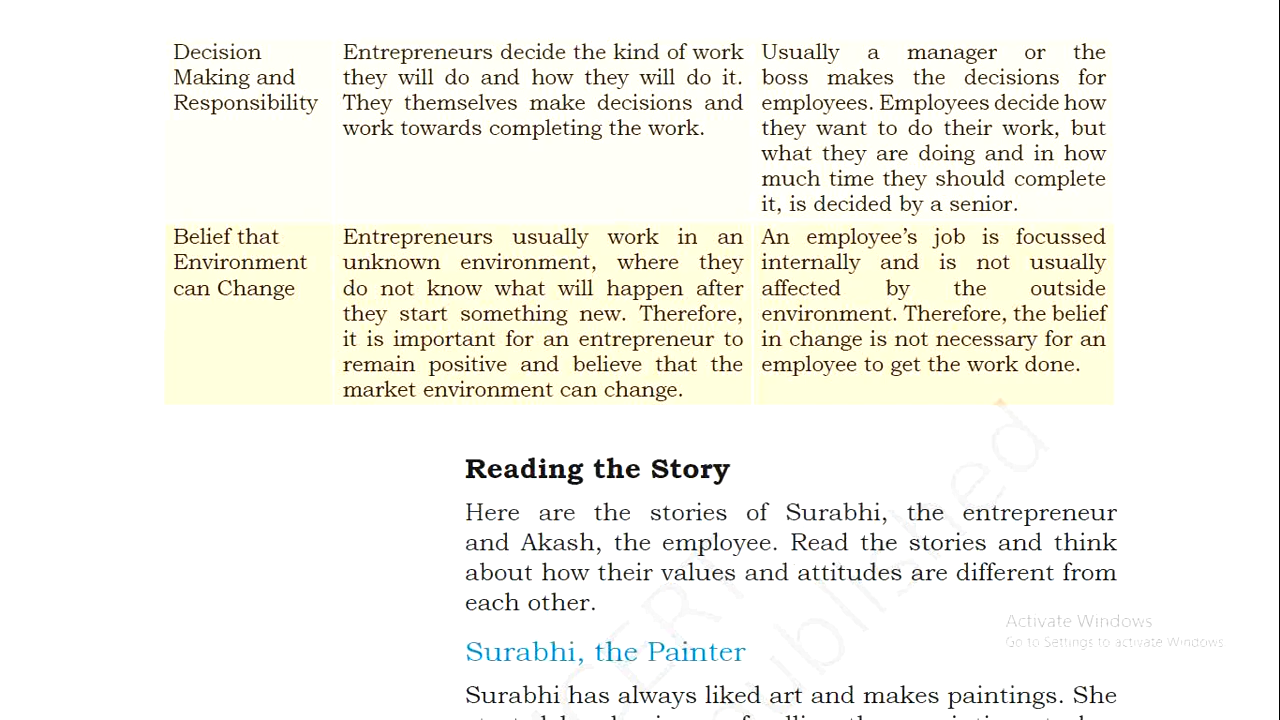 Decision
Making and
Responsibility
Entrepreneurs decide the kind of work
they will do and how they will do it.
They themselves make decisions and
work towards completing the work.
Usually a manager or the
boss makes the decisions for
employees. Employees decide how
they want to do their work, but
what they are doing and in how
much time they should complete
it, is decided by a senior.
Belief that
Environment
can Change
Entrepreneurs usually work in an
unknown environment, where they
do not know what will happen after
they start something new. Therefore,
it is important for an entrepreneur to
remain positive and believe that the
market environment can change.
An employee's job is focussed
internally and is not usually
affected by the outside
environment. Therefore, the belief
in change is not necessary for an
employee to get the work done.
Reading the Story
Here are the stories of Surabhi, the entrepreneur
and Akash, the employee. Read the stories and think
about how their values and attitudes are different from
each other.
Activate Windows
Go to Settings to activate Windows.
Surabhi, the Painter
Surabhi has always liked art and makes paintings. She